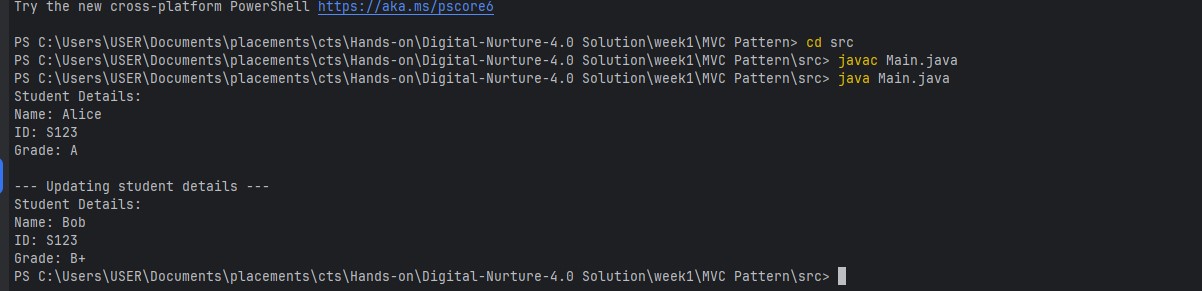 Try the new cross-platform PowerShell https://aka.ms/pscore6
PS C:\Users\USER\Documents\placements\cts\Hands-on\Digital-Nurture-4.0 Solution\week1\MVC Pattern> cd src
PS C:\Users\USER\Documents\placements\cts\Hands-on\Digital-Nurture-4.0 Solution\week1\MVC Pattern\src> javac Main.java
PS C:\Users\USER\Documents\placements\cts\Hands-on\Digital-Nurture-4.0 Solution\week1\MVC Pattern\src> java Main.java
Student Details:
Name: Alice
ID: S123
Grade: A
--- Updating student details ---
Student Details:
Name: Bob
ID: S123
Grade: B+
PS C:\Users\USER\Documents\placements\cts\Hands-on\Digital-Nurture-4.0 Solution\week1\MVC Pattern\src>